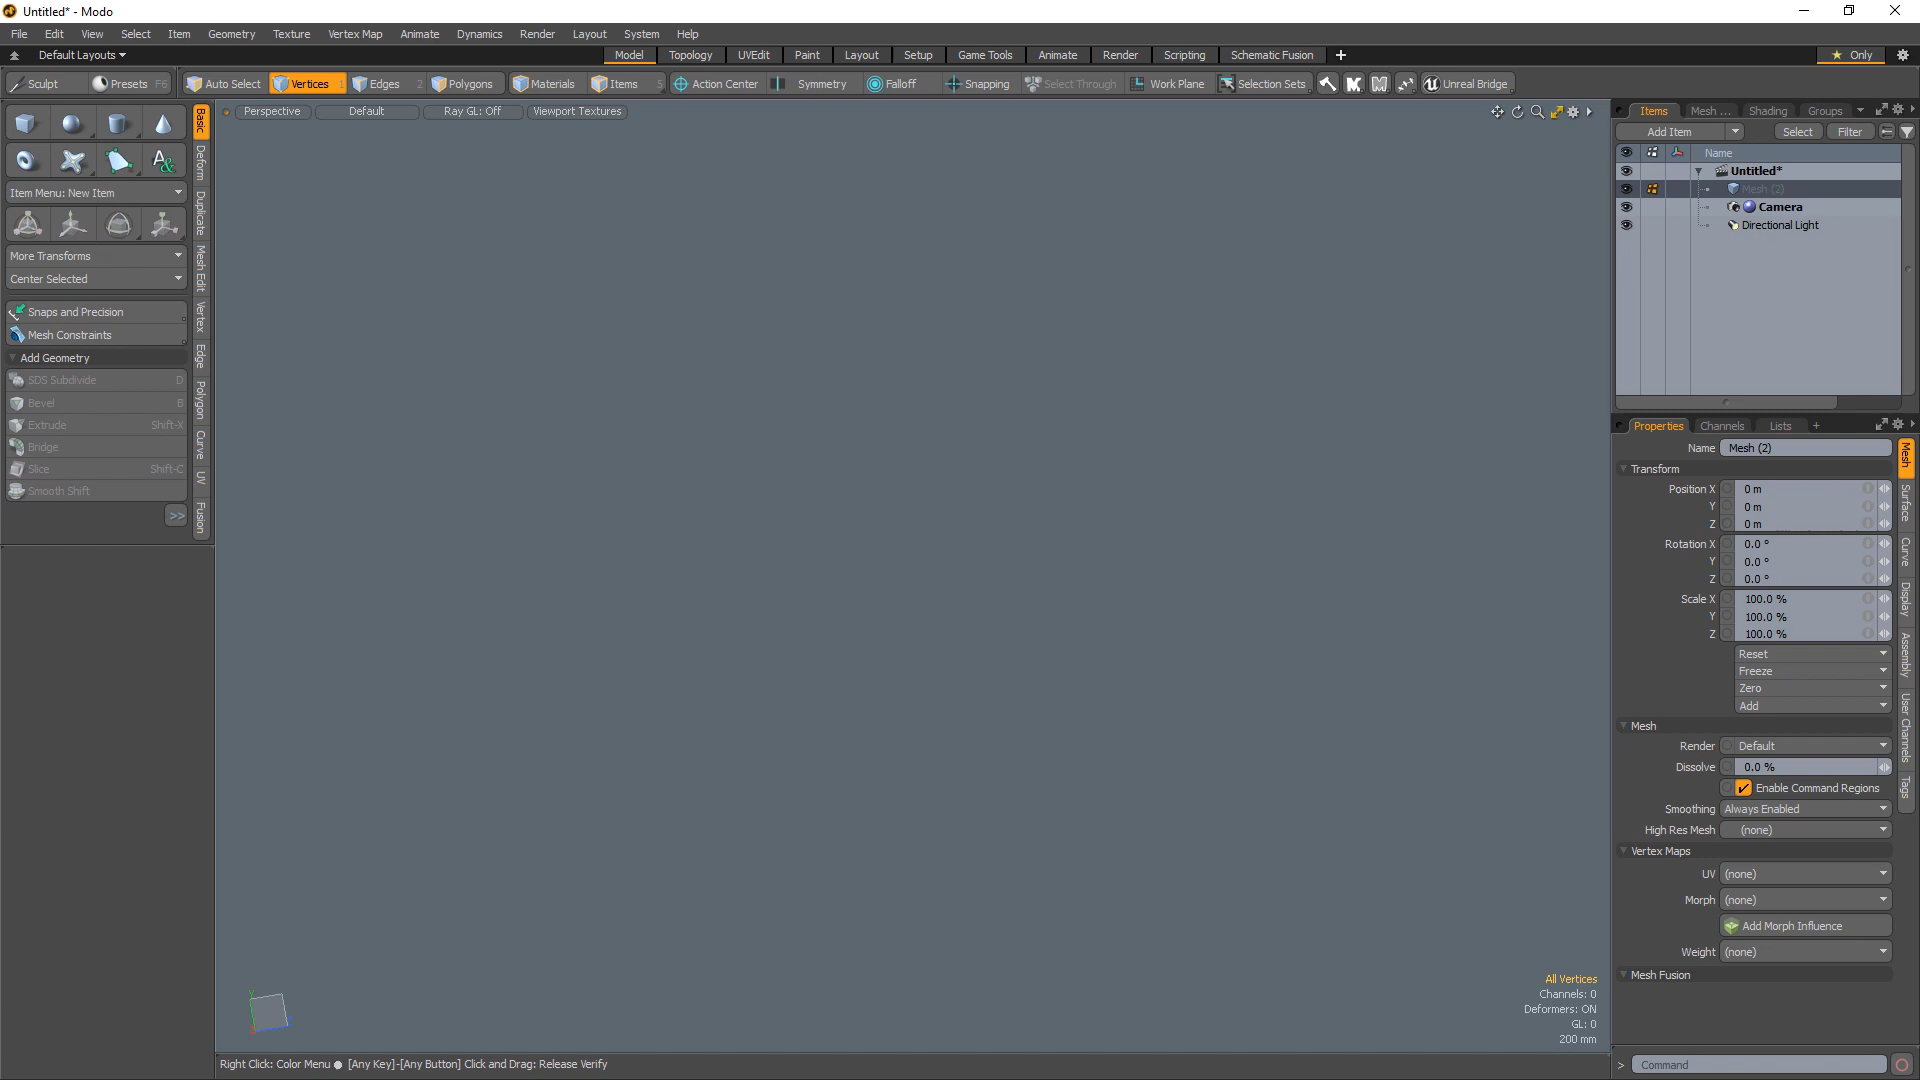 Untitled* - Modo
File Edit View Select Item Geometry Texture Vertex Map Animate Dynamics Render Layout System Help
Default Layouts Model Topology UVEdit Paint Layout Setup Game Tools Animate Render Scripting Schematic Fusion + Only
Sculpt Presets F6 Auto Select Vertices 1 Edges 2 Polygons Materials Items 5 Action Center Symmetry Falloff Snapping Select Through Work Plane Selection Sets Unreal Bridge
Perspective Default Ray GL: Off Viewport Textures
Item Menu: New Item
More Transforms
Center Selected
Snaps and Precision
Mesh Constraints
Add Geometry
SDS Subdivide D
Bevel B
Extrude Shift-X
Bridge
Slice Shift-C
Smooth Shift
>>
Basic
Deform
Duplicate
Mesh Edit
Vertex
Edge
Polygon
Curve
UV
Fusion
Items Mesh ... Shading Groups
Add Item Select Filter
Name
Untitled*
Mesh (2)
Camera
Directional Light
Properties Channels Lists +
Name Mesh (2)
Transform
Position X 0 m
Y 0 m
Z 0 m
Rotation X 0.0 °
Y 0.0 °
Z 0.0 °
Scale X 100.0 %
Y 100.0 %
Z 100.0 %
Reset
Freeze
Zero
Add
Mesh
Render Default
Dissolve 0.0 %
Enable Command Regions
Smoothing Always Enabled
High Res Mesh (none)
Vertex Maps
UV (none)
Morph (none)
Add Morph Influence
Weight (none)
Mesh Fusion
Mesh
Surface
Curve
Display
Assembly
User Channels
Tags
All Vertices
Channels: 0
Deformers: ON
GL: 0
200 mm
Right Click: Color Menu ● [Any Key]-[Any Button] Click and Drag: Release Verify
> Command